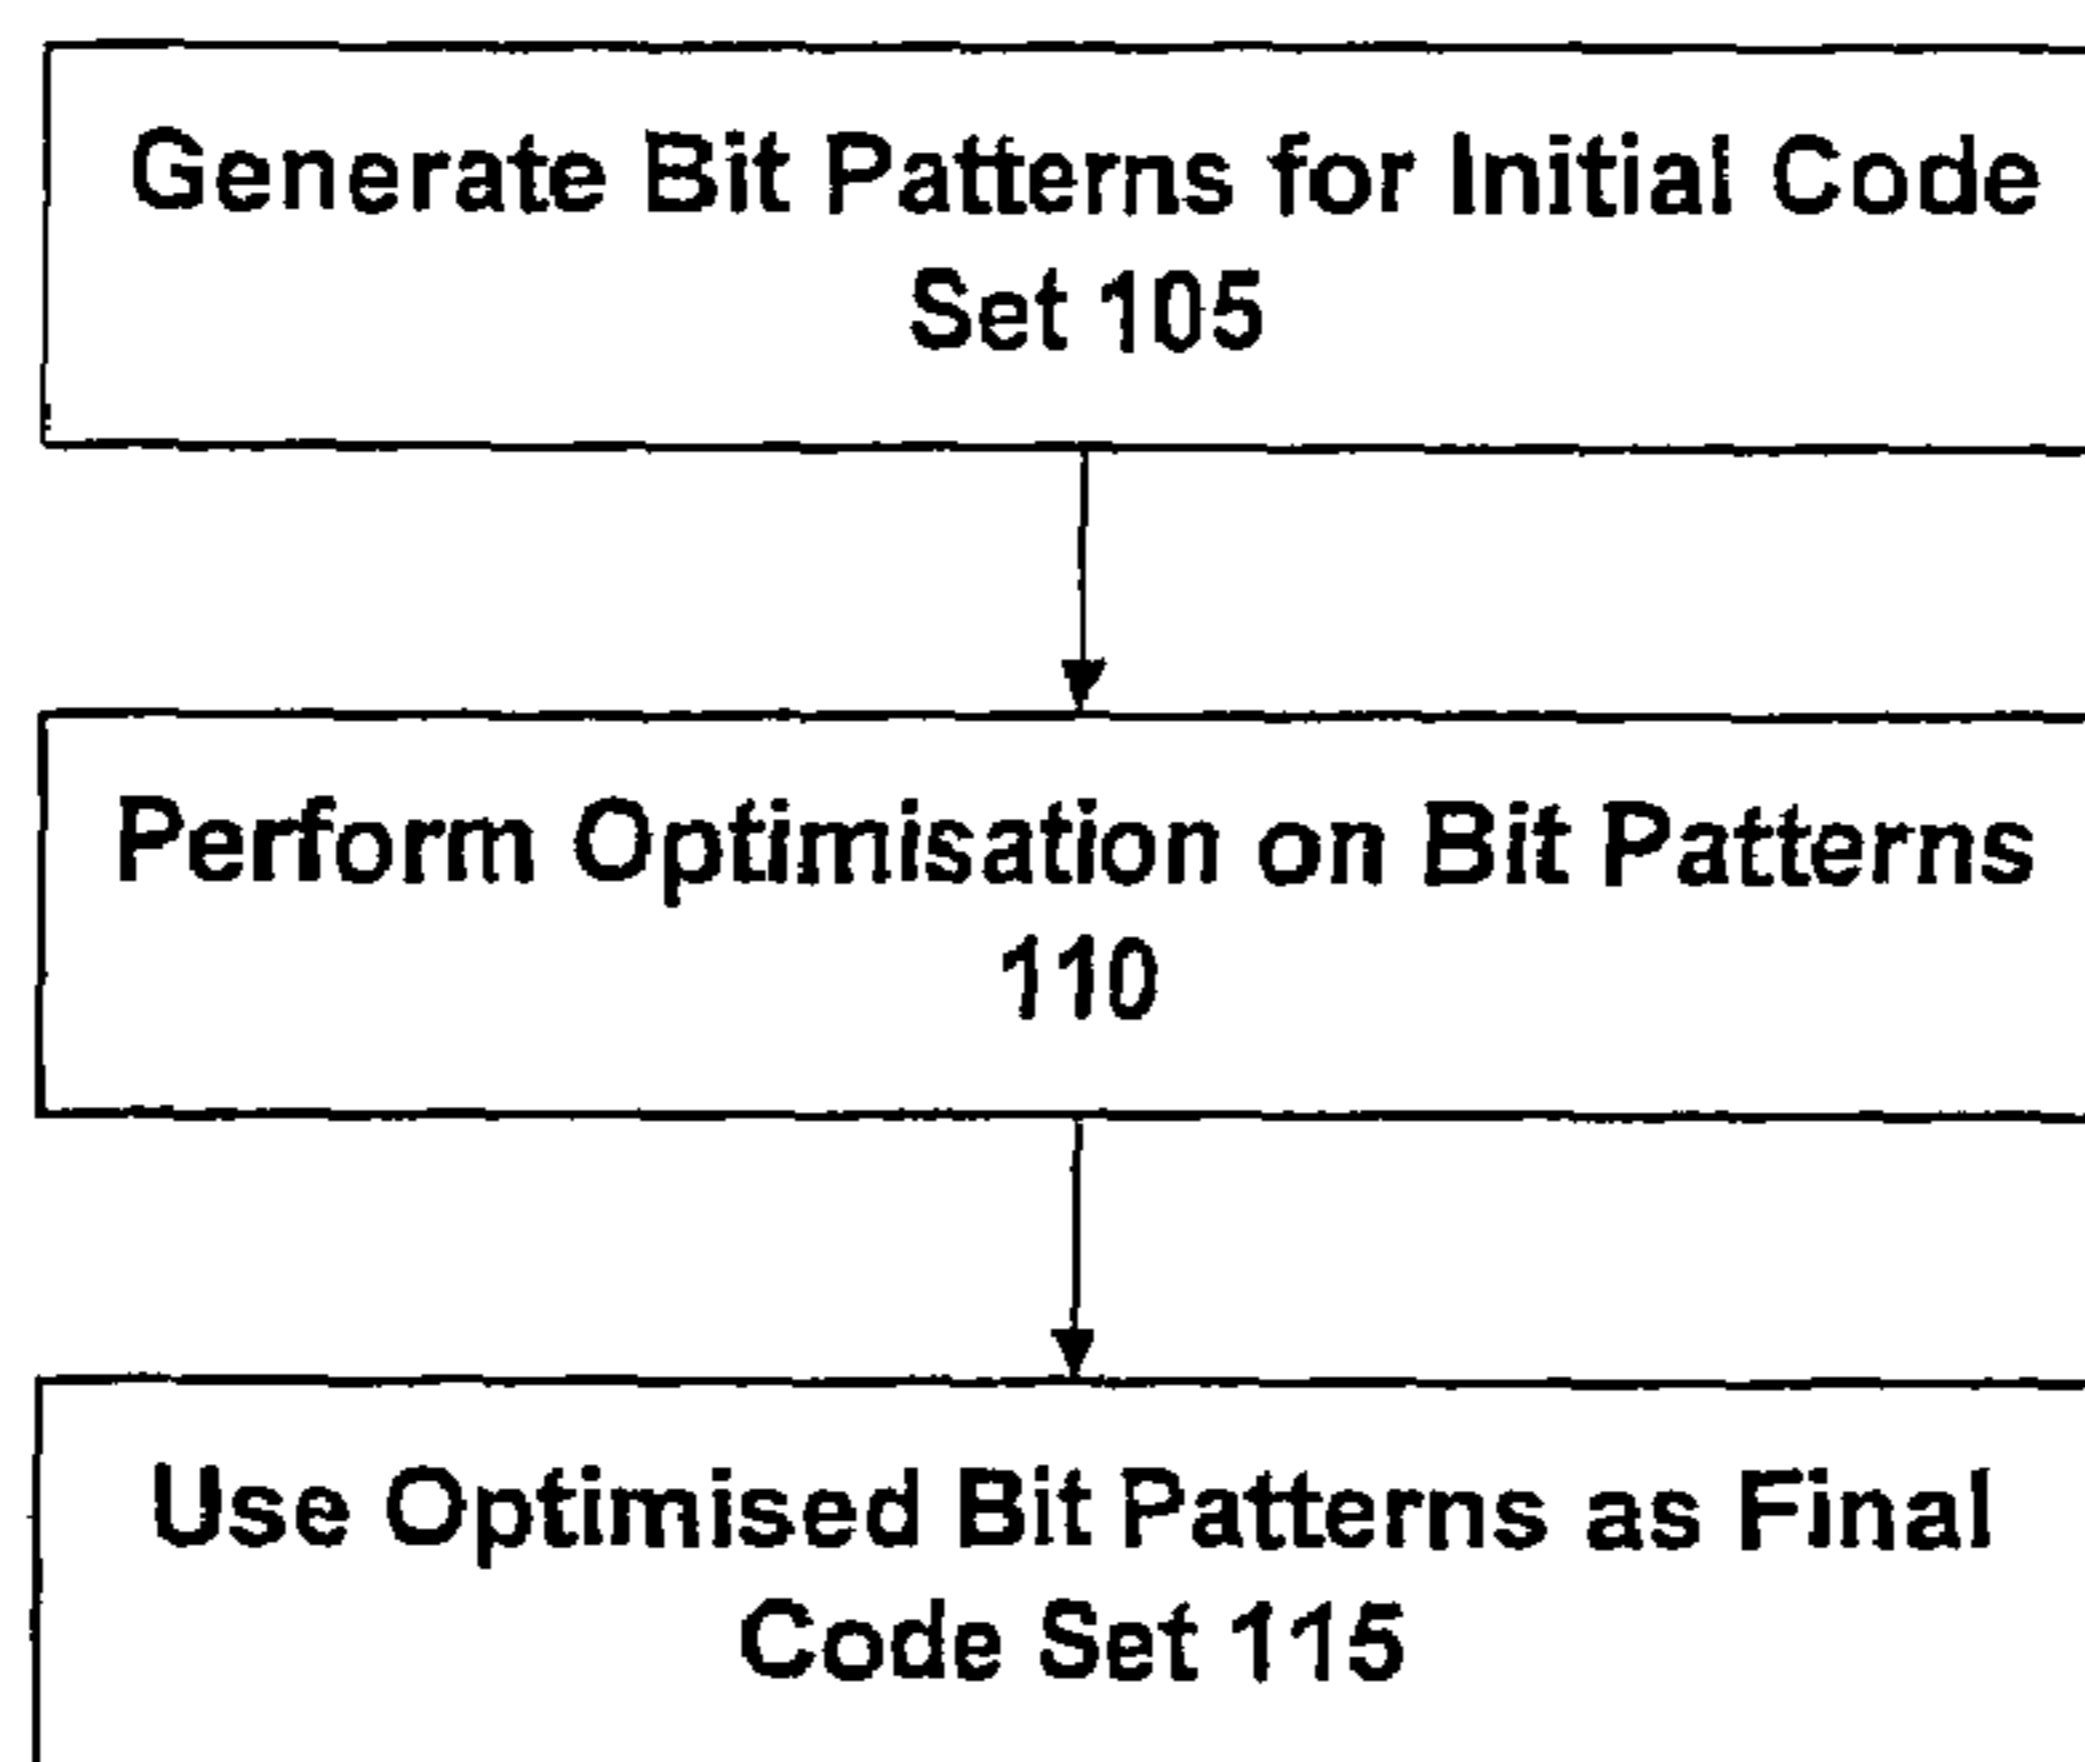 Generate Bit Patterns for Initial Code
Set 105
Perform Optimisation on Bit Patterns
110
Use Optimised Bit Patterns as Final
Code Set 115